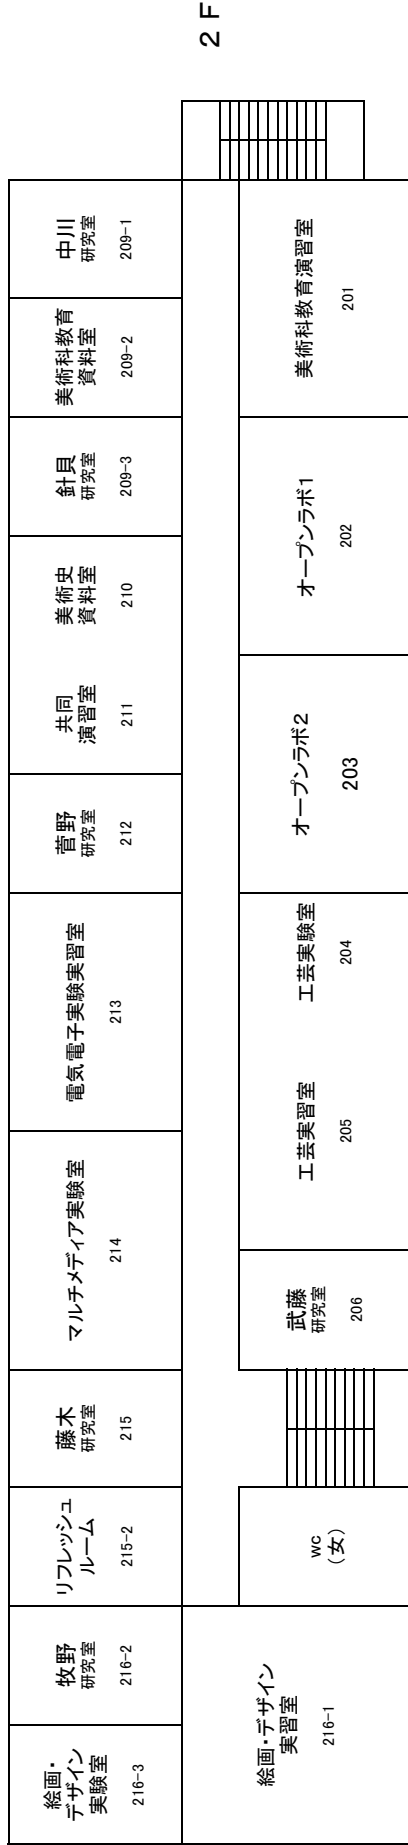 2F
中川
研究室
209-1
美術科教育
資料室
209-2
針貝
研究室
209-3
美術史
資料室
210
共同
演習室
211
菅野
研究室
212
電気電子実験実習室
213
マルチメディア実験室
214
藤木
研究室
215
リフレッシュ
ルーム
215-2
牧野
研究室
216-2
絵画・
デザイン
実験室
216-3
美術科教育演習室
201
オープンラボ1
202
オープンラボ2
203
工芸実験室
204
工芸実習室
205
武藤
研究室
206
wc
（女）
絵画・デザイン
実習室
216-1